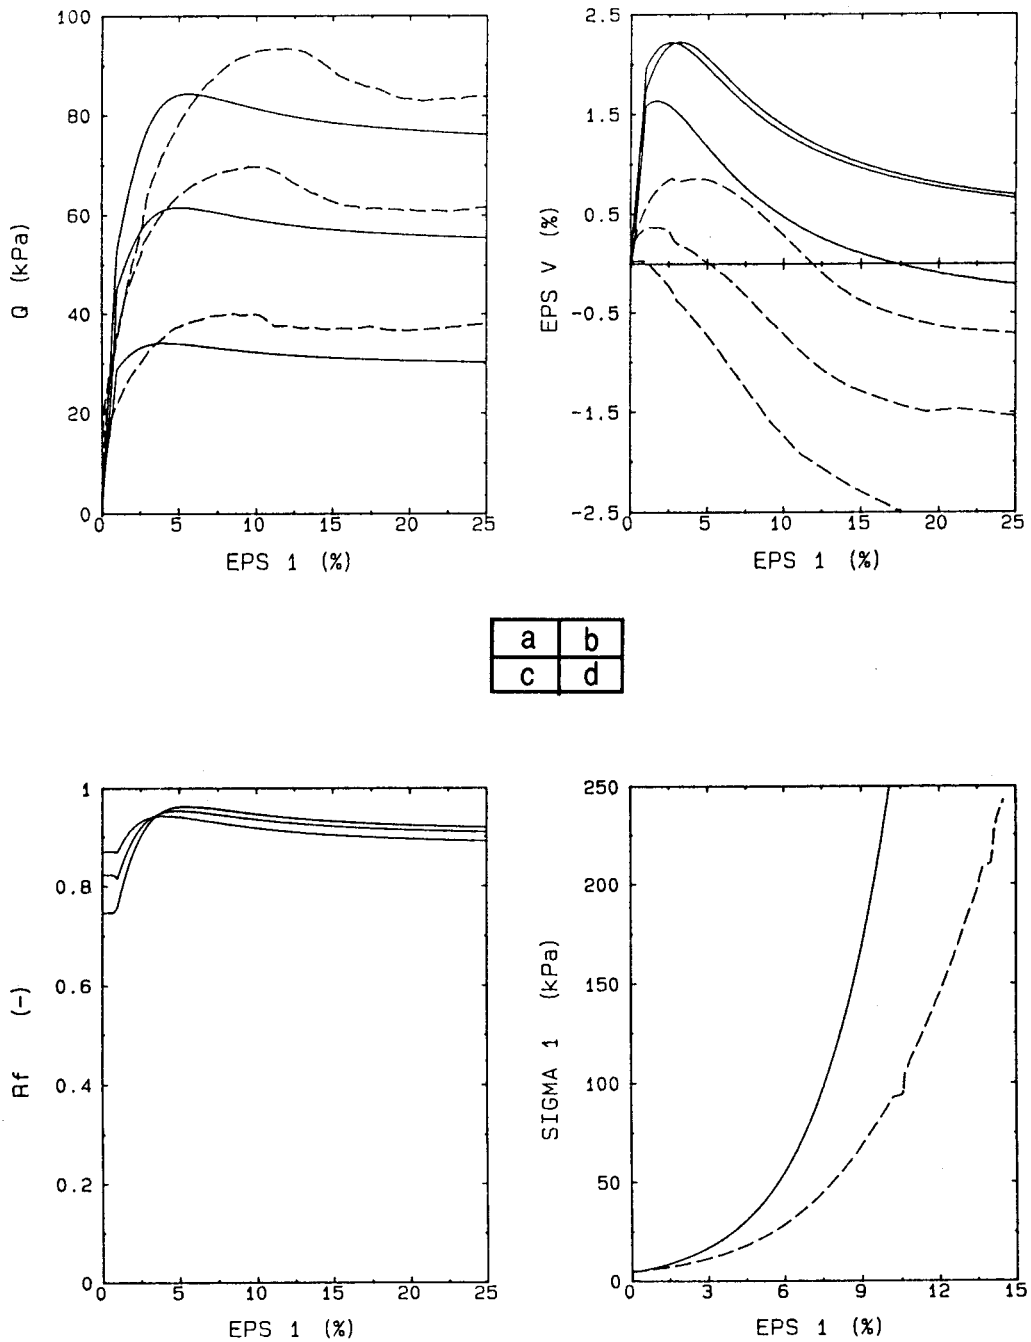 100
80
60
40
20
0
Q (kPa)
0 5 10 15 20 25
EPS 1 (%)
2.5
1.5
0.5
-0.5
-1.5
-2.5
EPS V (%)
0 5 10 15 20 25
EPS 1 (%)
a b
c d
1
0.8
0.6
0.4
0.2
0
Rf (-)
0 5 10 15 20 25
EPS 1 (%)
250
200
150
100
50
0
SIGMA 1 (kPa)
0 3 6 9 12 15
EPS 1 (%)